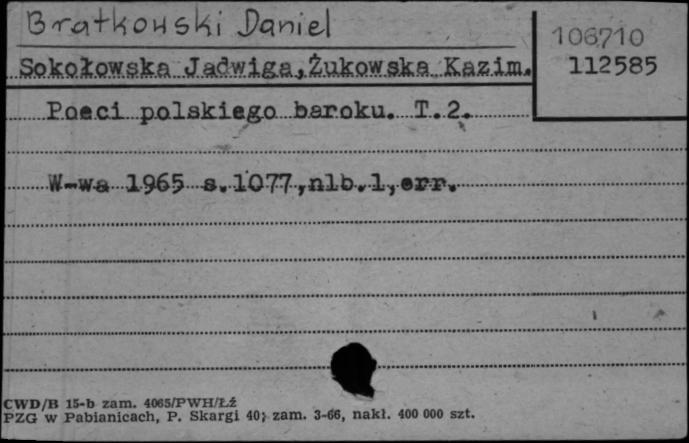 Bratkowski Daniel
106710
Sokołowska Jadwiga,Żukowska Kazim.
112585
Poeci polskiego baroku. T.2.
W-wa 1965 s.1077,nlb.1,err.
CWD/B 15-b zam. 4065/PWH/Łż
PZG w Pabianicach, P. Skargi 40; zam. 3-66, nakł. 400 000 szt.